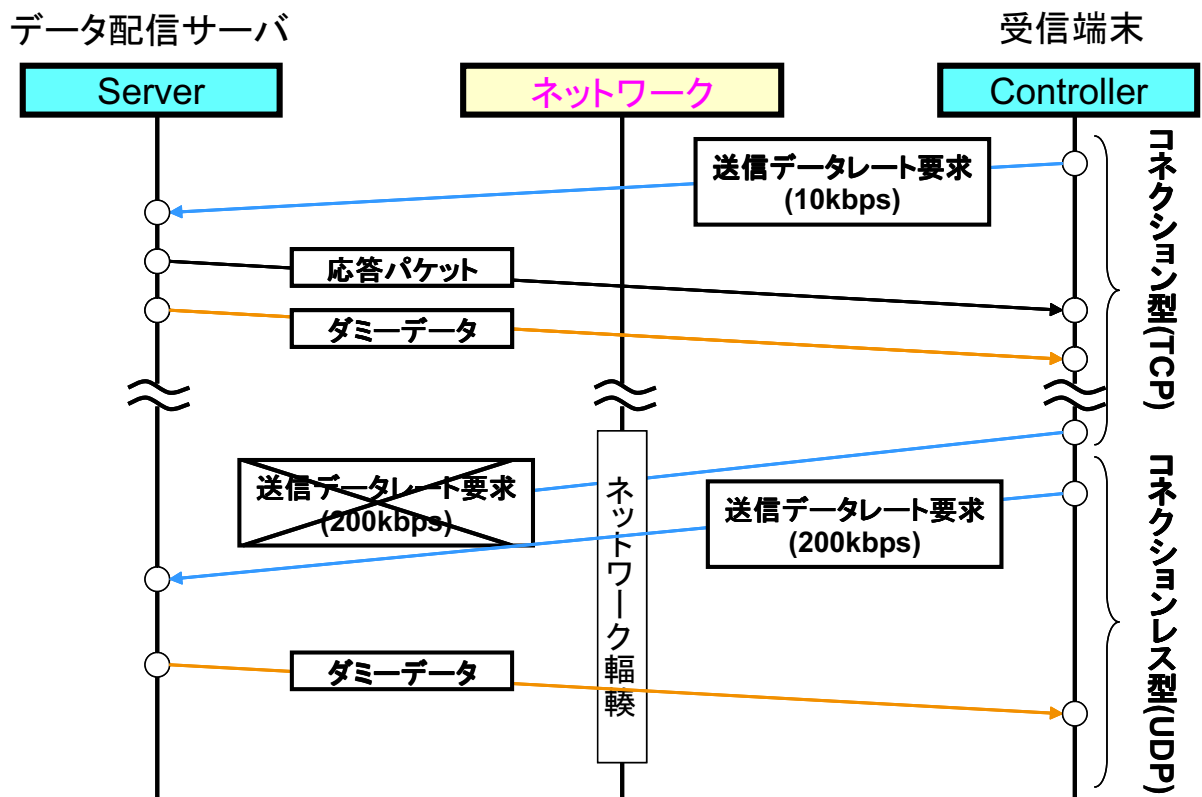 データ配信サーバ
受信端末
Server
ネットワーク
Controller
送信データレート要求
(10kbps)
応答パケット
ダミーデータ
コネクション型(TCP)
送信データレート要求
(200kbps)
送信データレート要求
(200kbps)
ネットワーク輻輳
ダミーデータ
コネクションレス型(UDP)